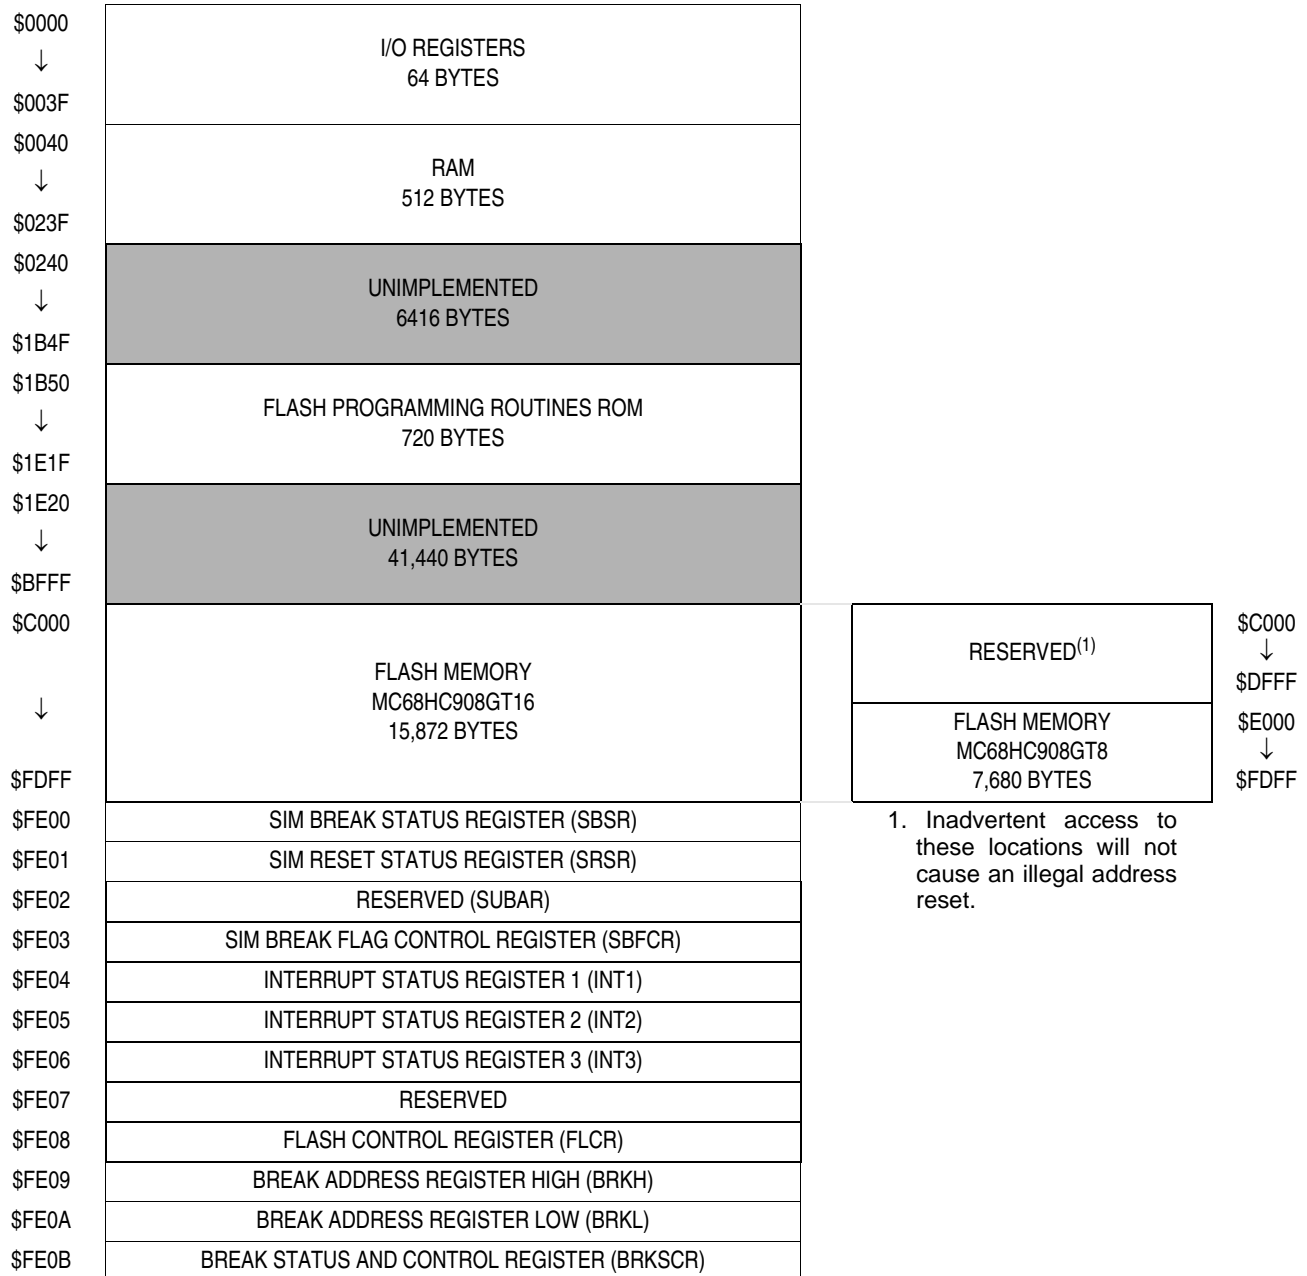 $0000
↓
$003F
I/O REGISTERS
64 BYTES
$0040
↓
$023F
RAM
512 BYTES
$0240
↓
$1B4F
UNIMPLEMENTED
6416 BYTES
$1B50
↓
$1E1F
FLASH PROGRAMMING ROUTINES ROM
720 BYTES
$1E20
↓
$BFFF
UNIMPLEMENTED
41,440 BYTES
$C000
↓
$FDFF
FLASH MEMORY
MC68HC908GT16
15,872 BYTES
RESERVED(1)
$C000
↓
$DFFF
FLASH MEMORY
MC68HC908GT8
7,680 BYTES
$E000
↓
$FDFF
1. Inadvertent access to
these locations will not
cause an illegal address
reset.
$FE00 SIM BREAK STATUS REGISTER (SBSR)
$FE01 SIM RESET STATUS REGISTER (SRSR)
$FE02 RESERVED (SUBAR)
$FE03 SIM BREAK FLAG CONTROL REGISTER (SBFCR)
$FE04 INTERRUPT STATUS REGISTER 1 (INT1)
$FE05 INTERRUPT STATUS REGISTER 2 (INT2)
$FE06 INTERRUPT STATUS REGISTER 3 (INT3)
$FE07 RESERVED
$FE08 FLASH CONTROL REGISTER (FLCR)
$FE09 BREAK ADDRESS REGISTER HIGH (BRKH)
$FE0A BREAK ADDRESS REGISTER LOW (BRKL)
$FE0B BREAK STATUS AND CONTROL REGISTER (BRKSCR)